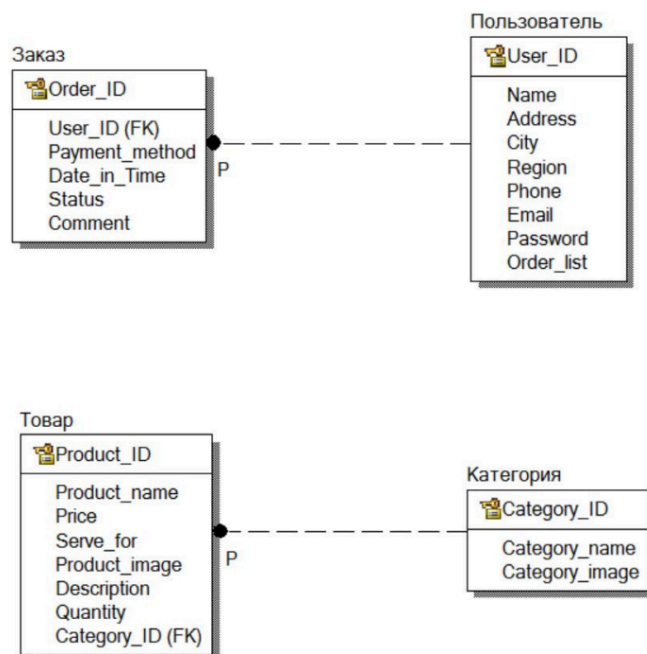 Заказ
Order_ID
User_ID (FK)
Payment_method
Date_in_Time
Status
Comment
P
Пользователь
User_ID
Name
Address
City
Region
Phone
Email
Password
Order_list
Товар
Product_ID
Product_name
Price
Serve_for
Product_image
Description
Quantity
Category_ID (FK)
P
Категория
Category_ID
Category_name
Category_image